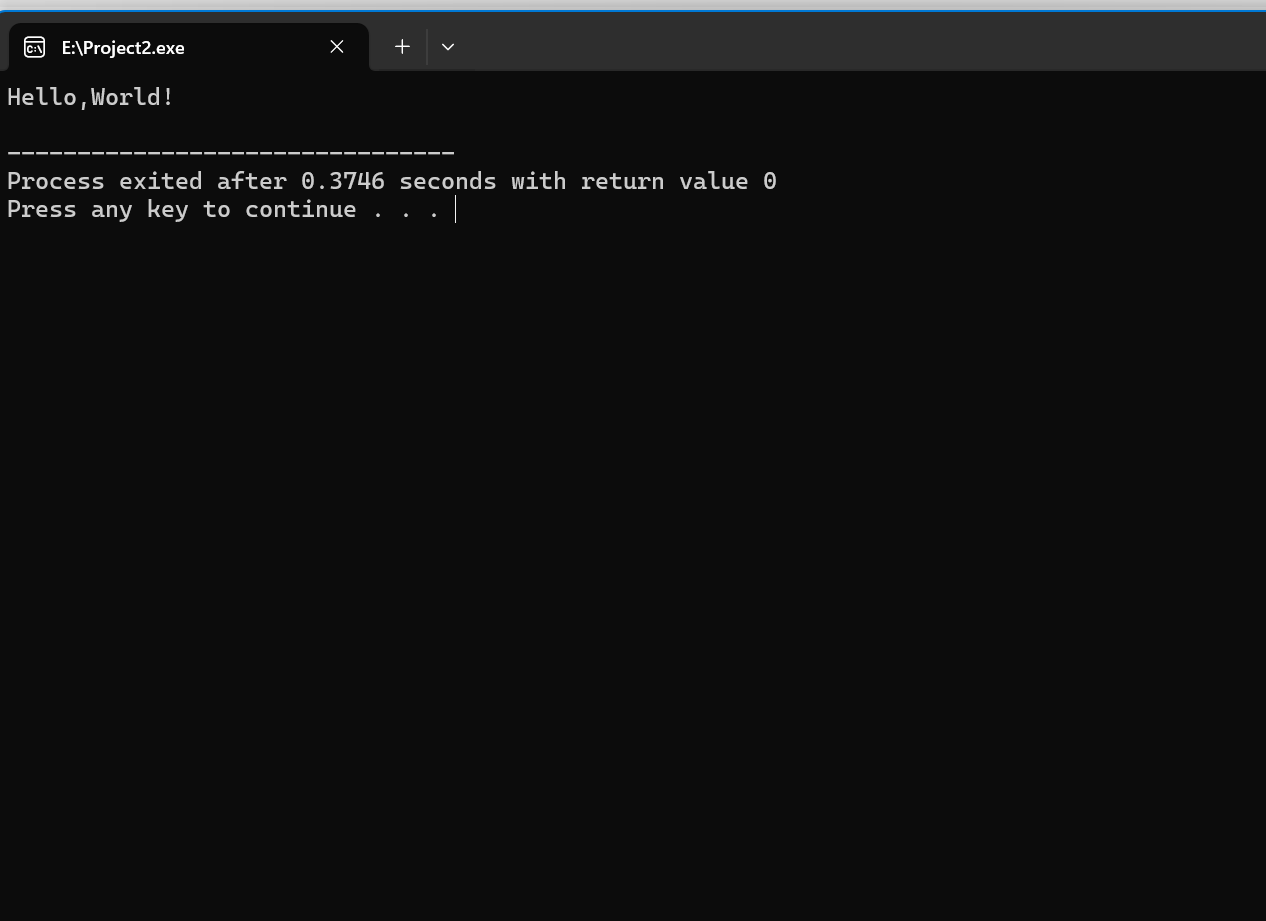 E:\Project2.exe
Hello,World!
--------------------------------
Process exited after 0.3746 seconds with return value 0
Press any key to continue . . .